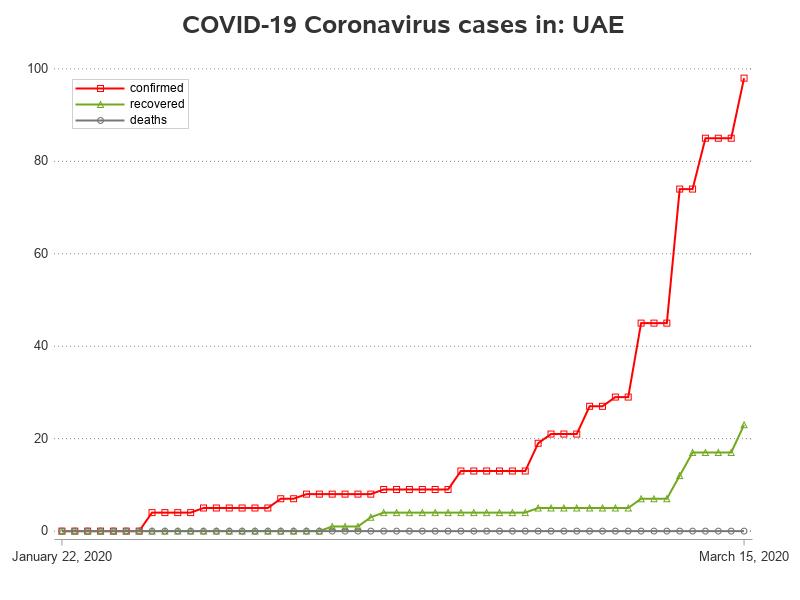 COVID-19 Coronavirus cases in: UAE
100
confirmed
recovered
deaths
80
60
40
20
0
January 22, 2020
March 15, 2020